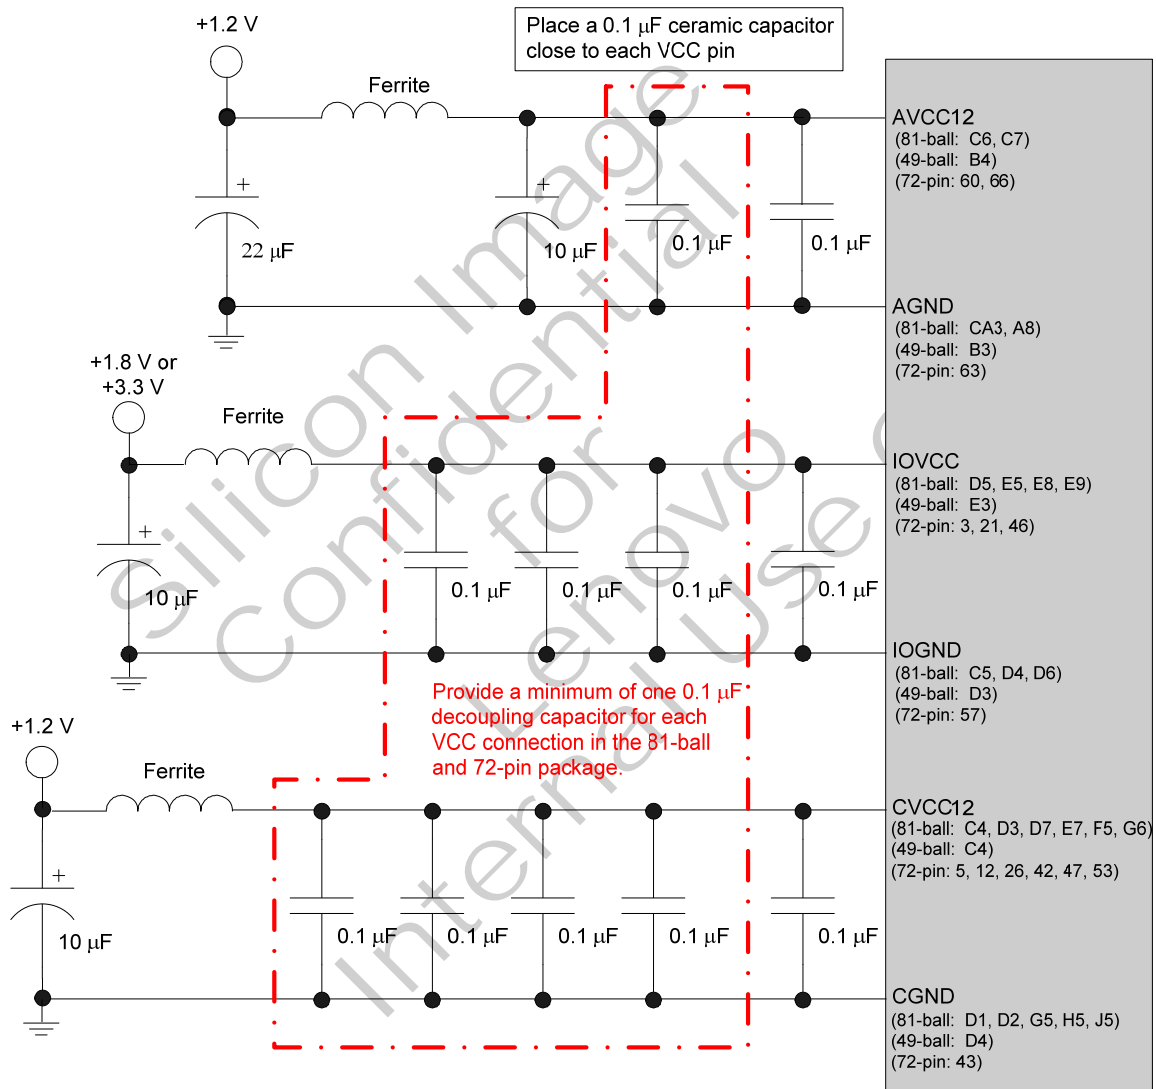 Place a 0.1 μF ceramic capacitor
close to each VCC pin
+1.2 V
Ferrite
+
22 μF
+
10 μF
0.1 μF
0.1 μF
AVCC12
(81-ball: C6, C7)
(49-ball: B4)
(72-pin: 60, 66)
AGND
(81-ball: CA3, A8)
(49-ball: B3)
(72-pin: 63)
+1.8 V or
+3.3 V
Ferrite
+
10 μF
0.1 μF
0.1 μF
0.1 μF
0.1 μF
IOVCC
(81-ball: D5, E5, E8, E9)
(49-ball: E3)
(72-pin: 3, 21, 46)
IOGND
(81-ball: C5, D4, D6)
(49-ball: D3)
(72-pin: 57)
Provide a minimum of one 0.1 μF
decoupling capacitor for each
VCC connection in the 81-ball
and 72-pin package.
+1.2 V
Ferrite
+
10 μF
0.1 μF
0.1 μF
0.1 μF
0.1 μF
0.1 μF
CVCC12
(81-ball: C4, D3, D7, E7, F5, G6)
(49-ball: C4)
(72-pin: 5, 12, 26, 42, 47, 53)
CGND
(81-ball: D1, D2, G5, H5, J5)
(49-ball: D4)
(72-pin: 43)
Silicon Image
Confidential
for
Lenovo
Internal Use